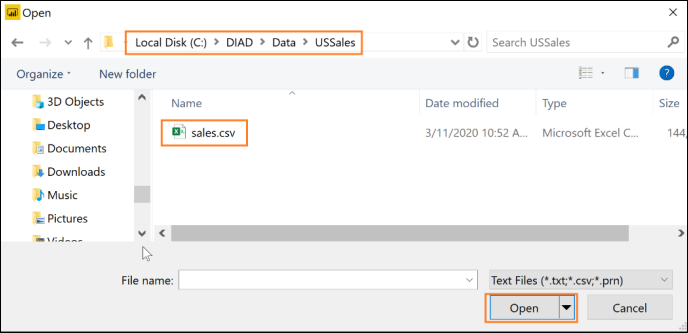 Open
Local Disk (C:) DIAD Data USSales Search USSales
Organize New folder ?
3D Objects
Desktop
Documents
Downloads
Music
Pictures
Videos
Name Date modified Type Size
sales.csv 3/11/2020 10:52 A... Microsoft Excel C... 144,
File name: Text Files (*.txt;*.csv;*.prn)
Open Cancel